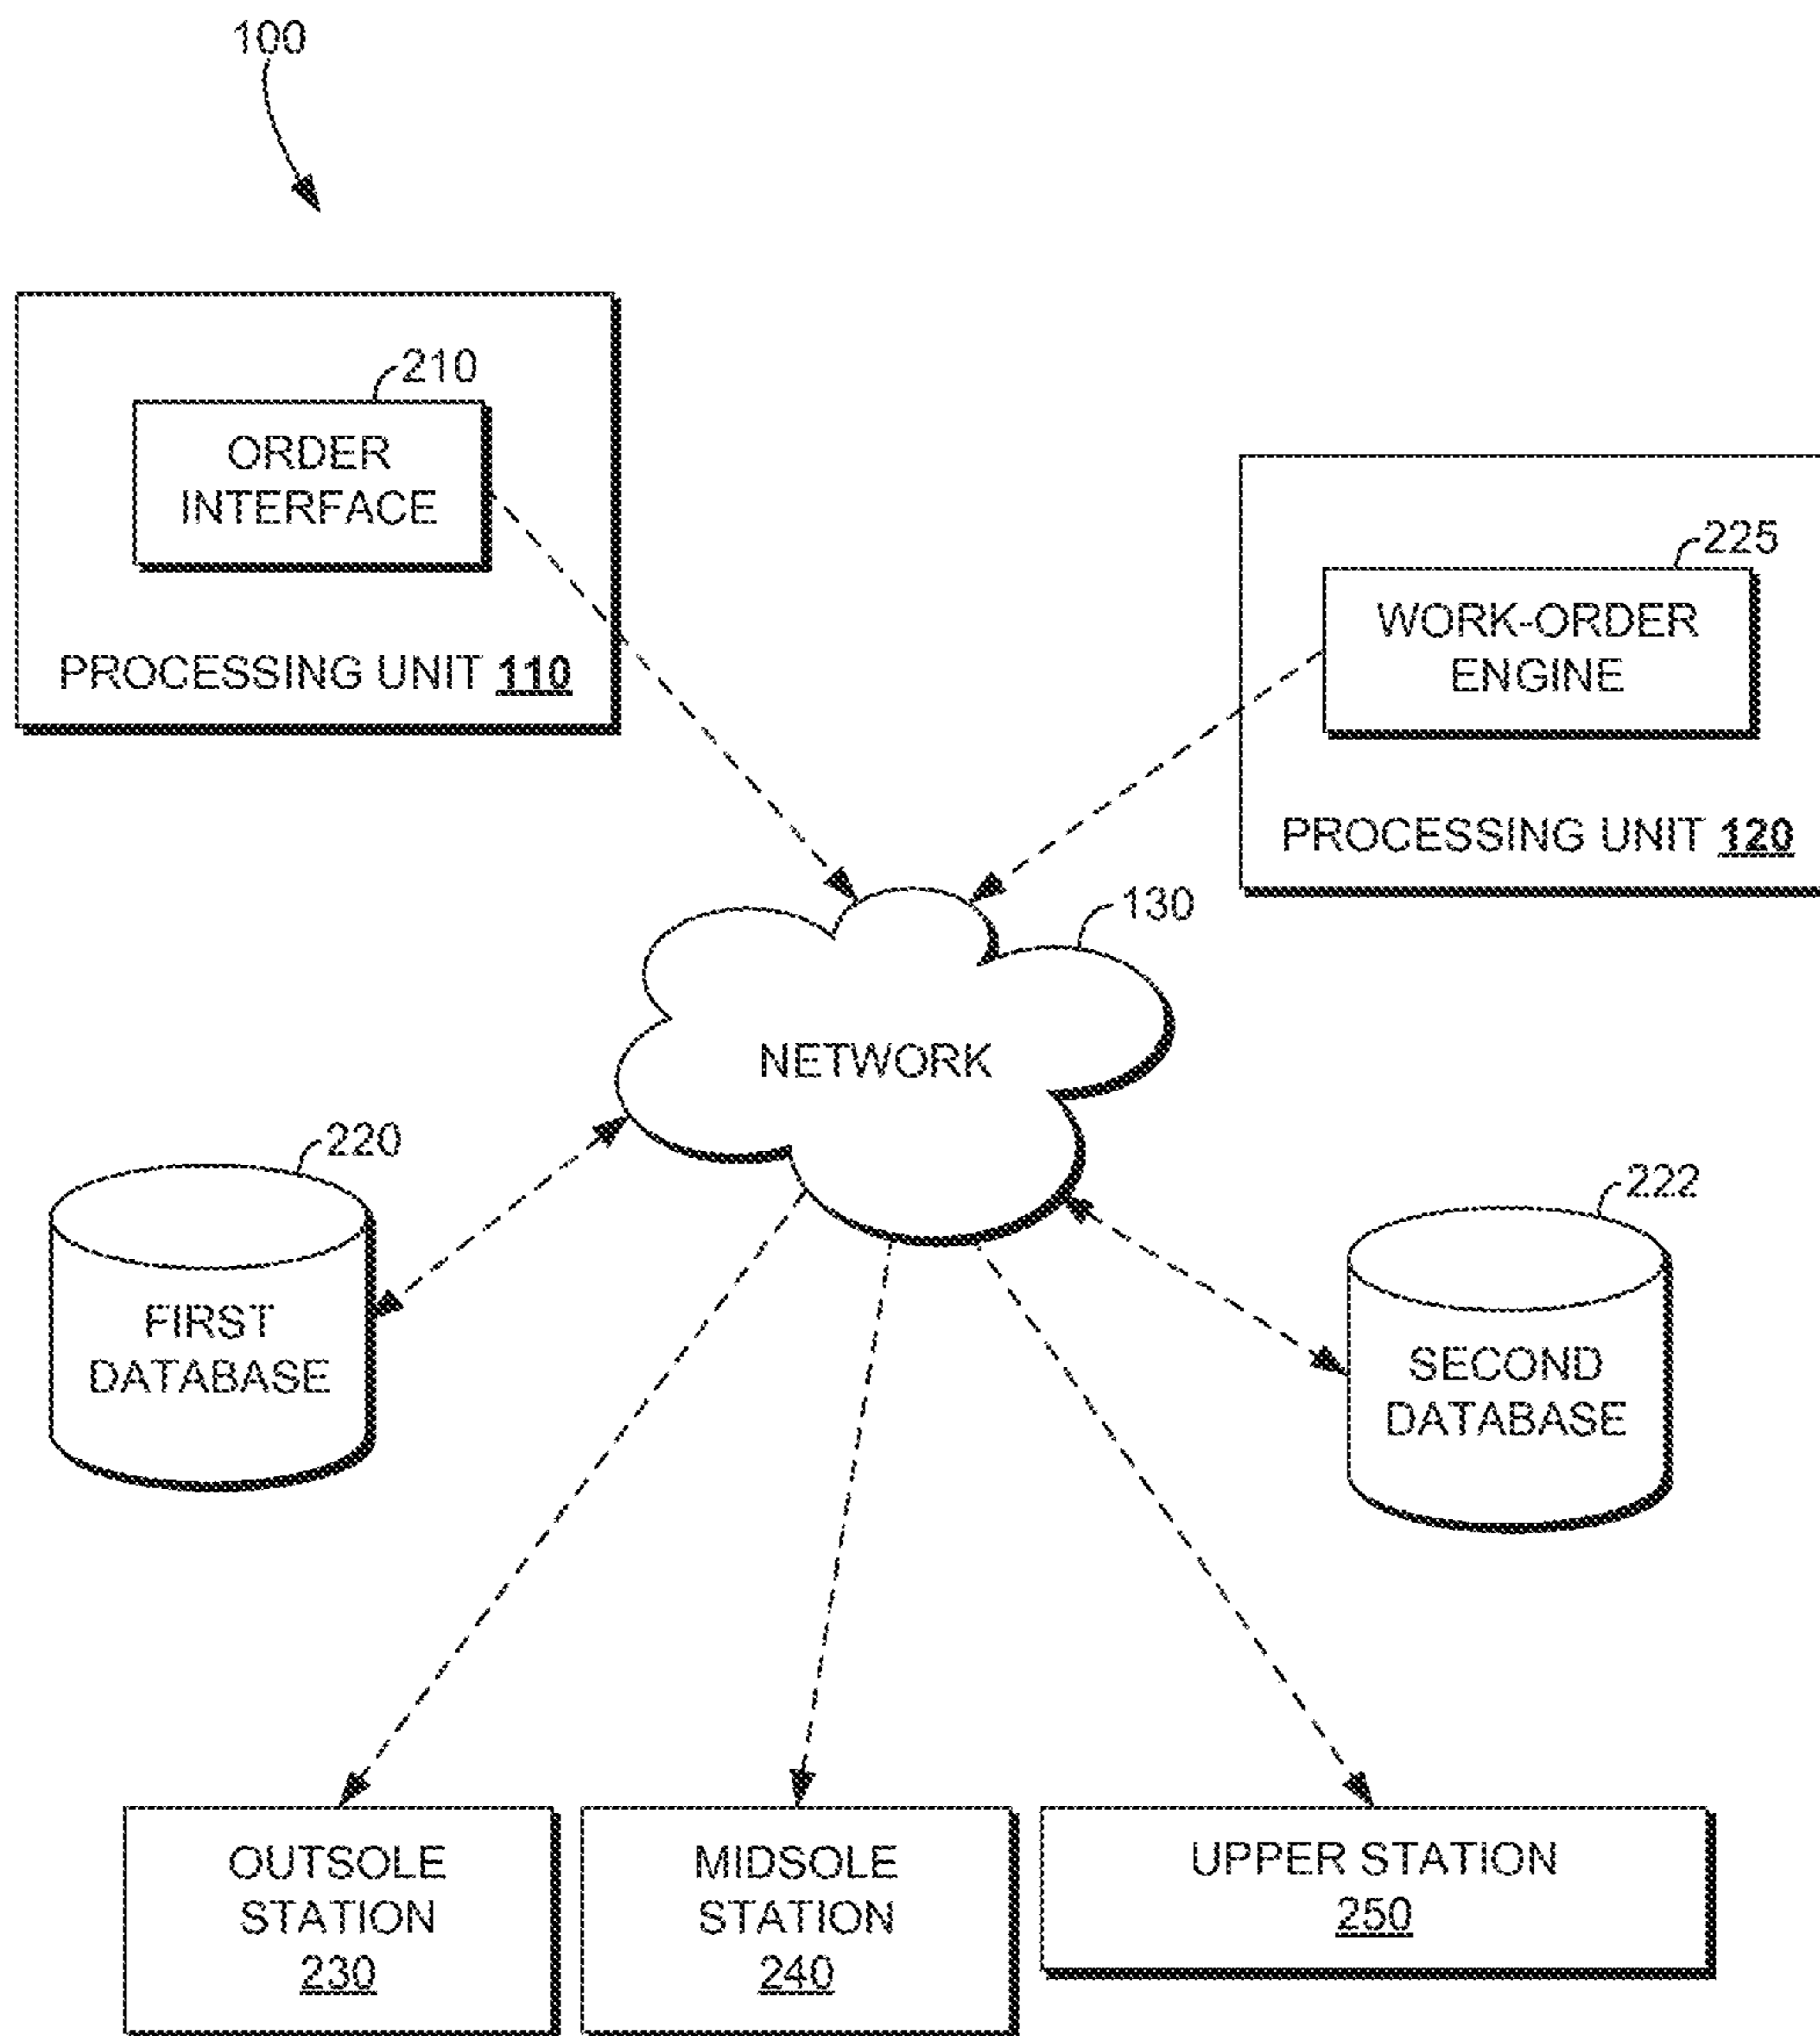 100
210
ORDER
INTERFACE
PROCESSING UNIT 110
225
WORK-ORDER
ENGINE
PROCESSING UNIT 120
130
NETWORK
220
FIRST
DATABASE
222
SECOND
DATABASE
OUTSOLE
STATION
230
MIDSOLE
STATION
240
UPPER STATION
250